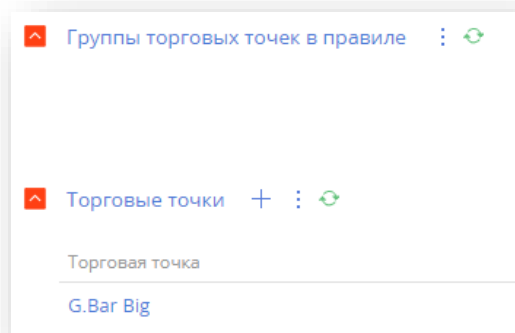 Группы торговых точек в правиле
Торговые точки
Торговая точка
G.Bar Big